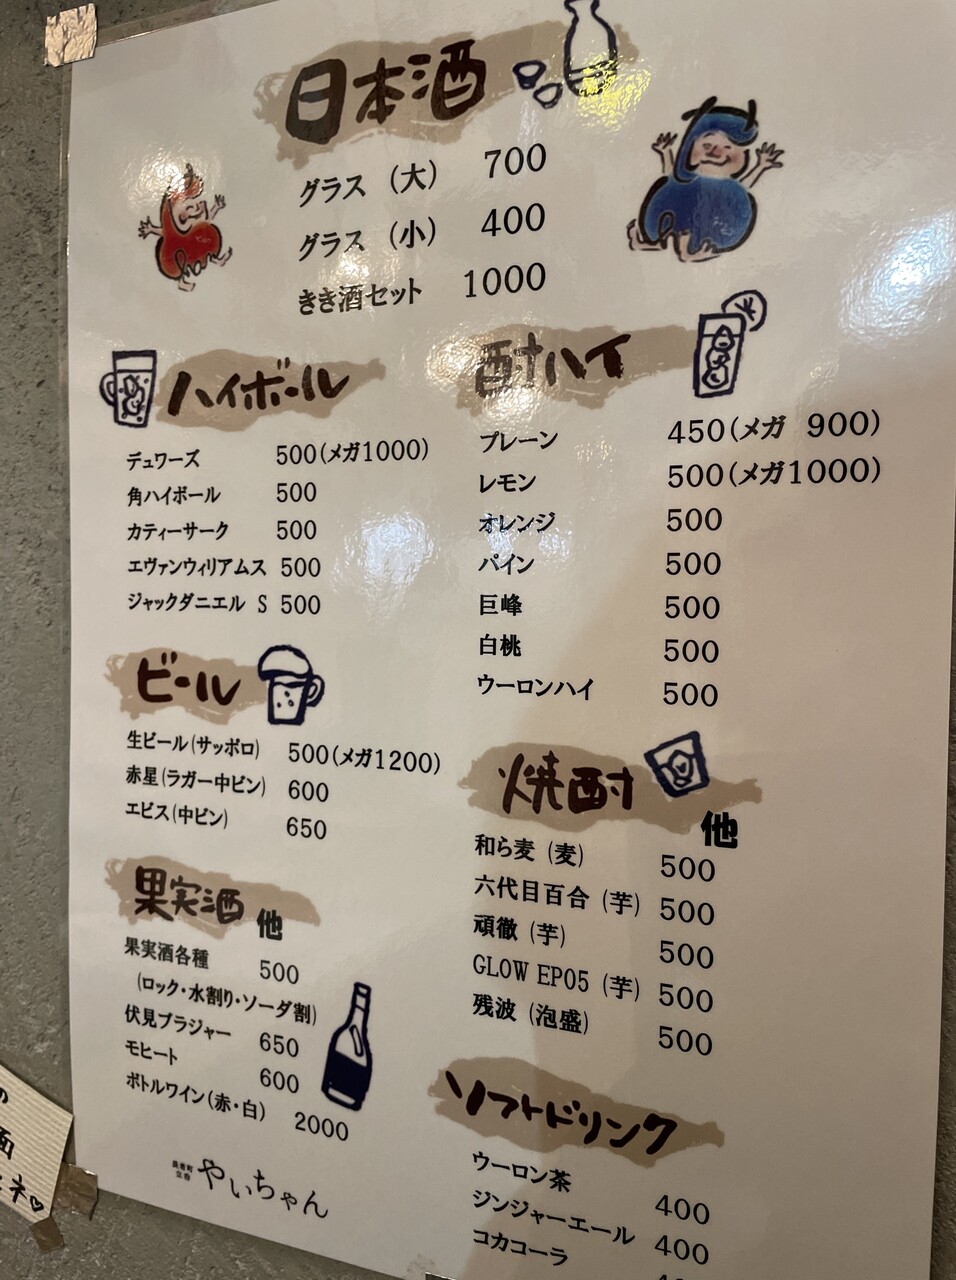 日本酒
グラス （大） 700
グラス （小） 400
きき酒セット 1000
ハイボール
デュワーズ 500(メガ1000)
角ハイボール 500
カティーサーク 500
エヴァンウィリアムス 500
ジャックダニエル S 500
ビール
生ビール(サッポロ) 500(メガ1200)
赤星(ラガー中ビン) 600
エビス(中ビン) 650
果実酒 他
果実酒各種 500
(ロック・水割り・ソーダ割)
伏見ブラジャー 650
モヒート 600
ボトルワイン(赤・白) 2000
やいちゃん
酎ハイ
プレーン 450(メガ 900)
レモン 500(メガ1000)
オレンジ 500
パイン 500
巨峰 500
白桃 500
ウーロンハイ 500
焼酎 他
和ら麦 (麦) 500
六代目百合 (芋) 500
頑徹 (芋) 500
GLOW EP05 (芋) 500
残波 (泡盛) 500
ソフトドリンク
ウーロン茶 400
ジンジャーエール 400
コカコーラ